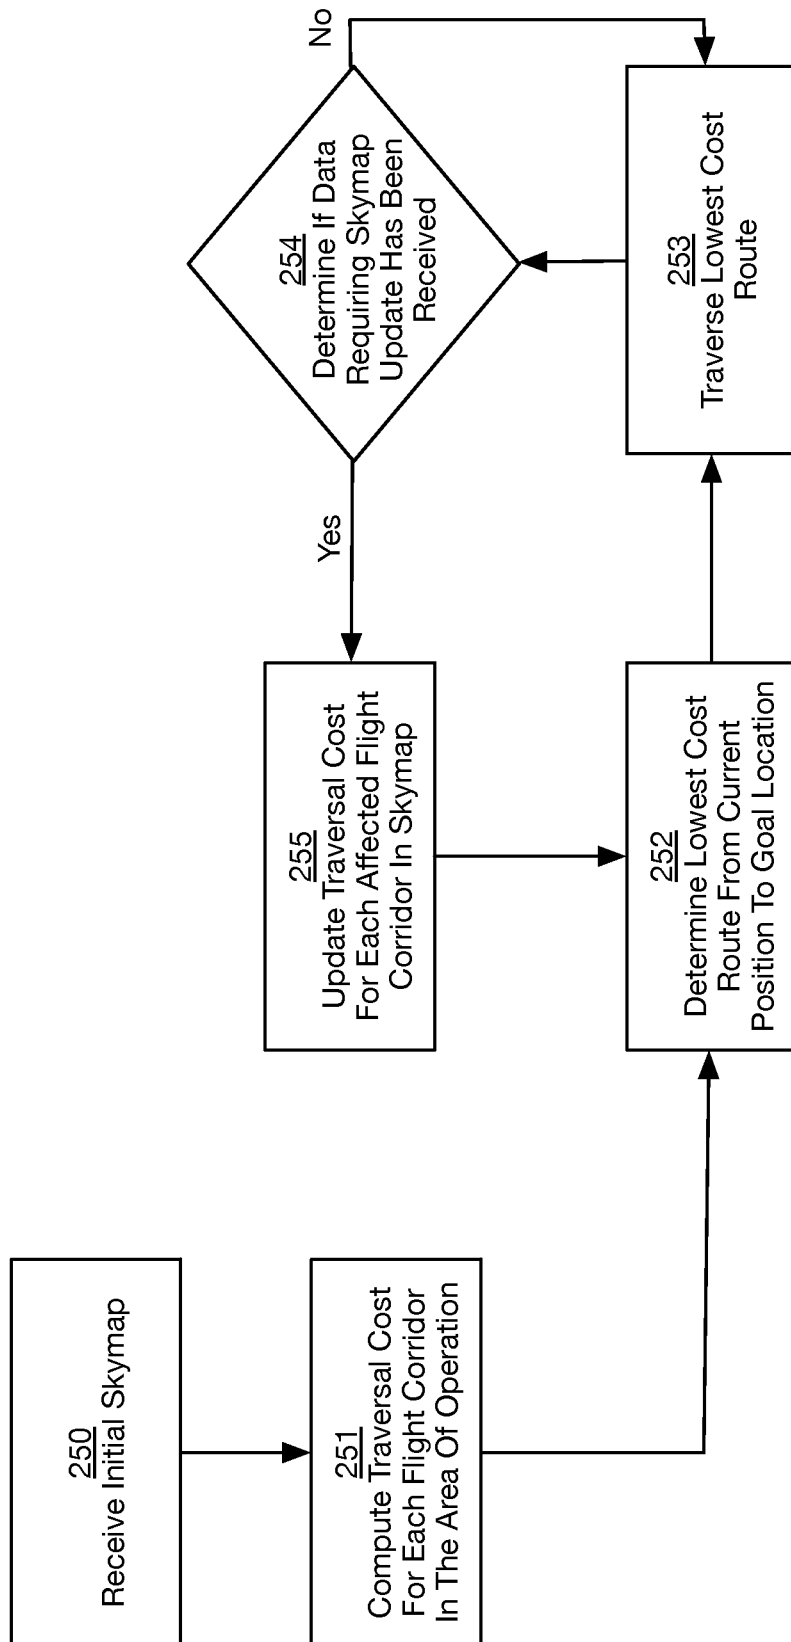 250
Receive Initial Skymap
251
Compute Traversal Cost
For Each Flight Corridor
In The Area Of Operation
252
Determine Lowest Cost
Route From Current
Position To Goal Location
253
Traverse Lowest Cost
Route
254
Determine If Data
Requiring Skymap
Update Has Been
Received
No
Yes
255
Update Traversal Cost
For Each Affected Flight
Corridor In Skymap